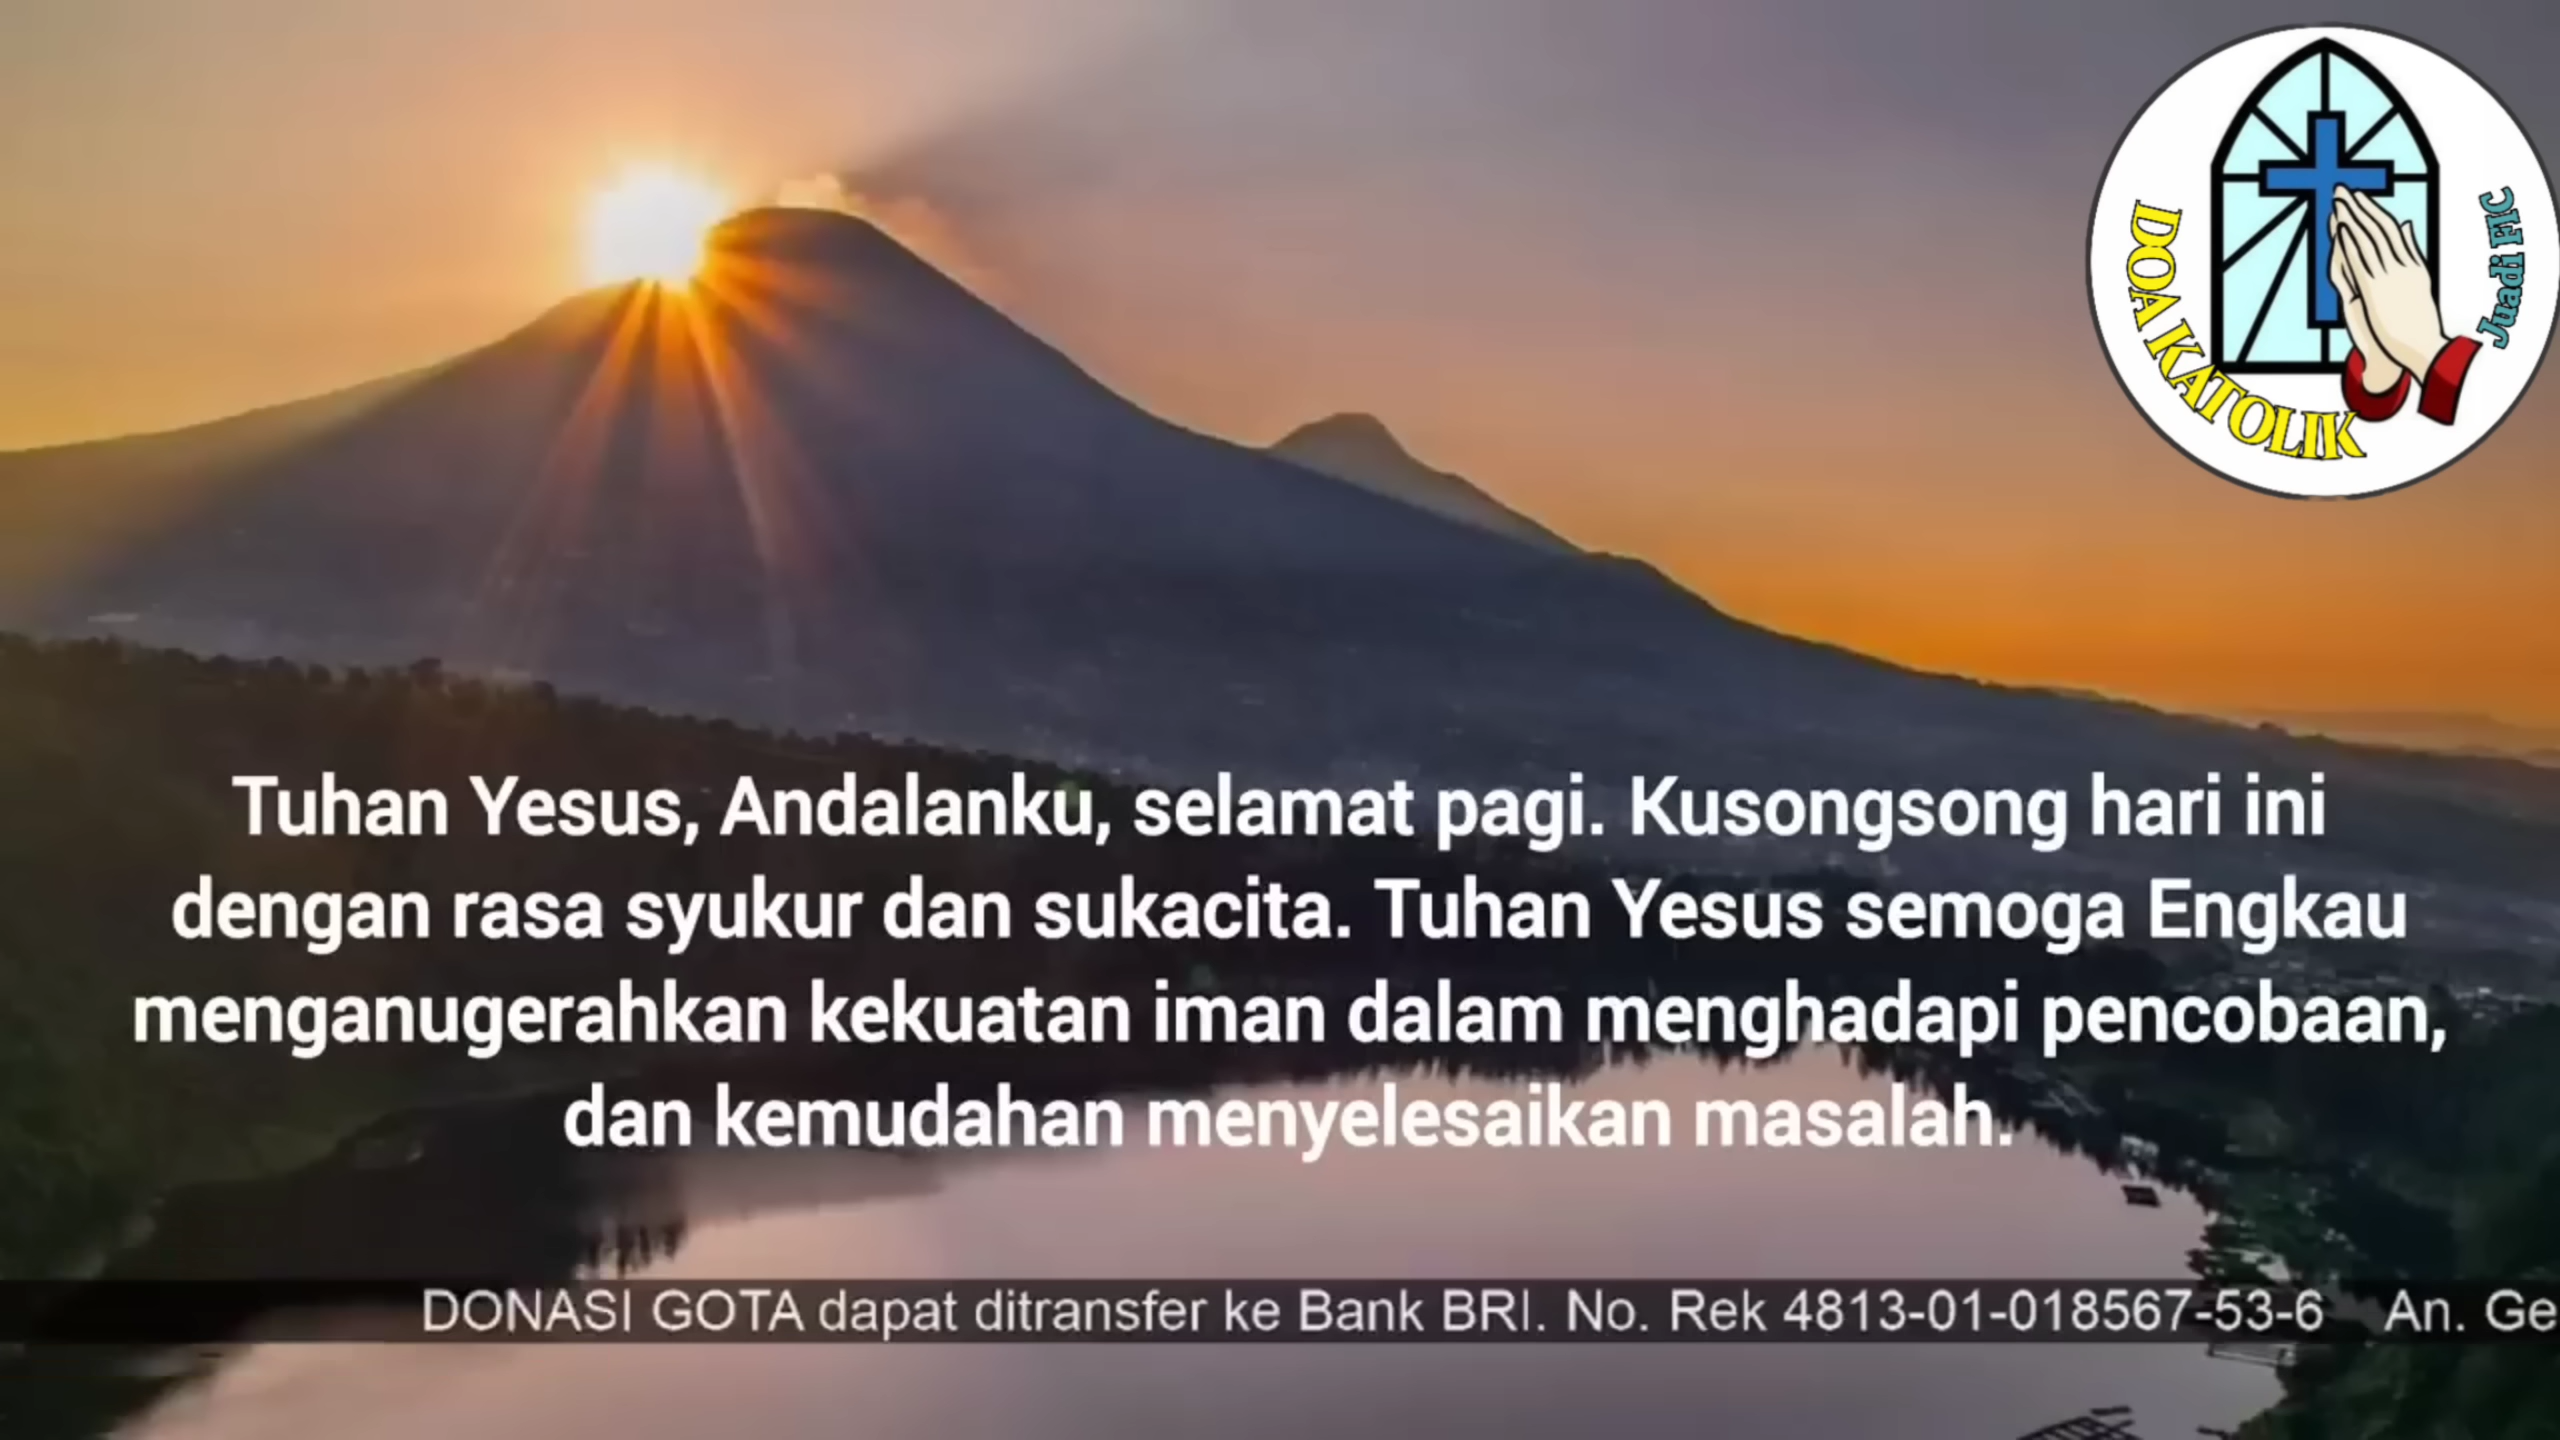 DOA KATOLIK
Juadi FIC
Tuhan Yesus, Andalanku, selamat pagi. Kusongsong hari ini
dengan rasa syukur dan sukacita. Tuhan Yesus semoga Engkau
menganugerahkan kekuatan iman dalam menghadapi pencobaan,
dan kemudahan menyelesaikan masalah.
DONASI GOTA dapat ditransfer ke Bank BRI. No. Rek 4813-01-018567-53-6 An. Ge